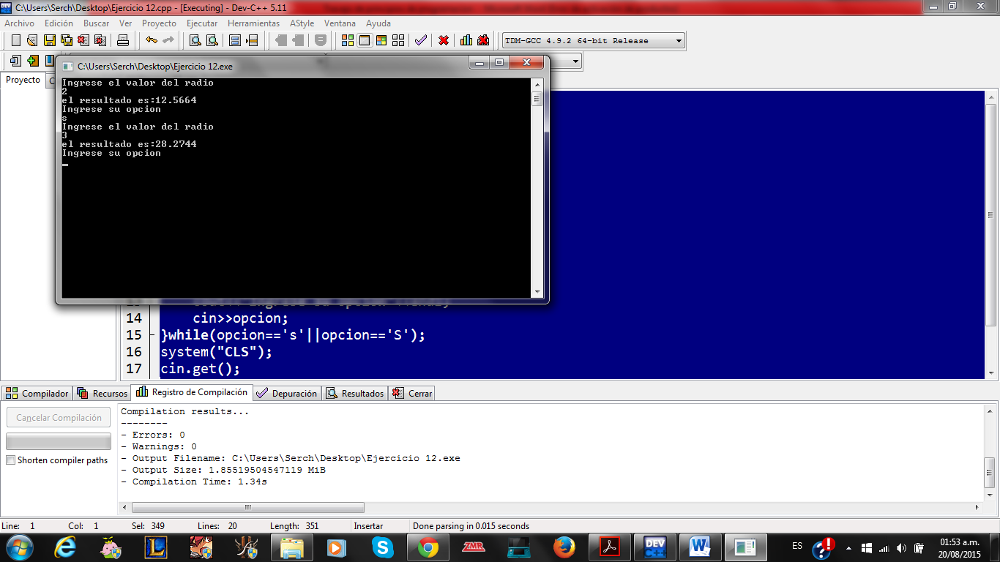 C:\Users\Serch\Desktop\Ejercicio 12.cpp - [Executing] - Dev-C++ 5.11
Archivo Edición Buscar Ver Proyecto Ejecutar Herramientas AStyle Ventana Ayuda
TDM-GCC 4.9.2 64-bit Release
Proyecto
C:\Users\Serch\Desktop\Ejercicio 12.exe
Ingrese el valor del radio
2
el resultado es:12.5664
Ingrese su opcion
s
Ingrese el valor del radio
3
el resultado es:28.2744
Ingrese su opcion
14 cin>>opcion;
15 }while(opcion=='s'||opcion=='S');
16 system("CLS");
17 cin.get();
Compilador Recursos Registro de Compilación Depuración Resultados Cerrar
Cancelar Compilación
Shorten compiler paths
Compilation results...
--------
- Errors: 0
- Warnings: 0
- Output Filename: C:\Users\Serch\Desktop\Ejercicio 12.exe
- Output Size: 1.85519504547119 MiB
- Compilation Time: 1.34s
Line: 1 Col: 1 Sel: 349 Lines: 20 Length: 351 Insertar Done parsing in 0.015 seconds
ZMR
DEV C++
ES
01:53 a.m.
20/08/2015